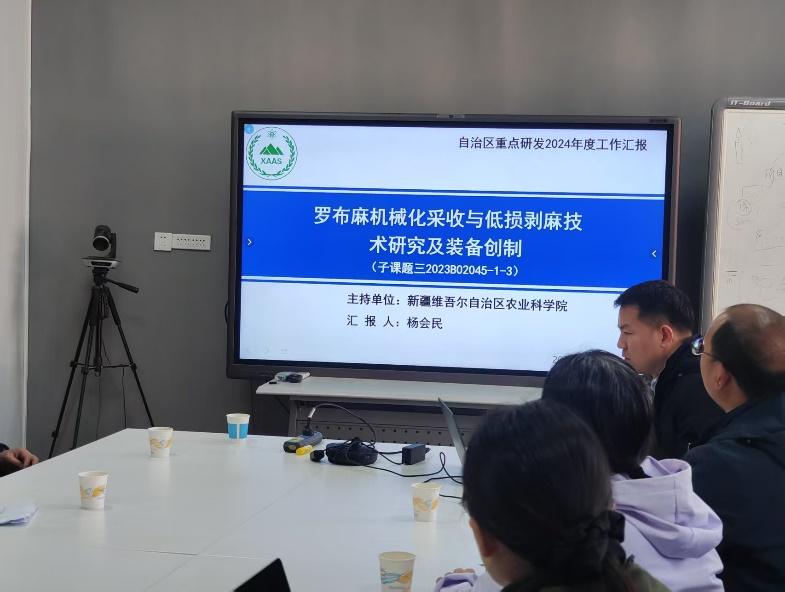 自治区重点研发2024年度工作汇报
XAAS
罗布麻机械化采收与低损剥麻技
术研究及装备创制
（子课题三2023B02045-1-3）
主持单位：新疆维吾尔自治区农业科学院
汇 报 人：杨会民
IT-Board